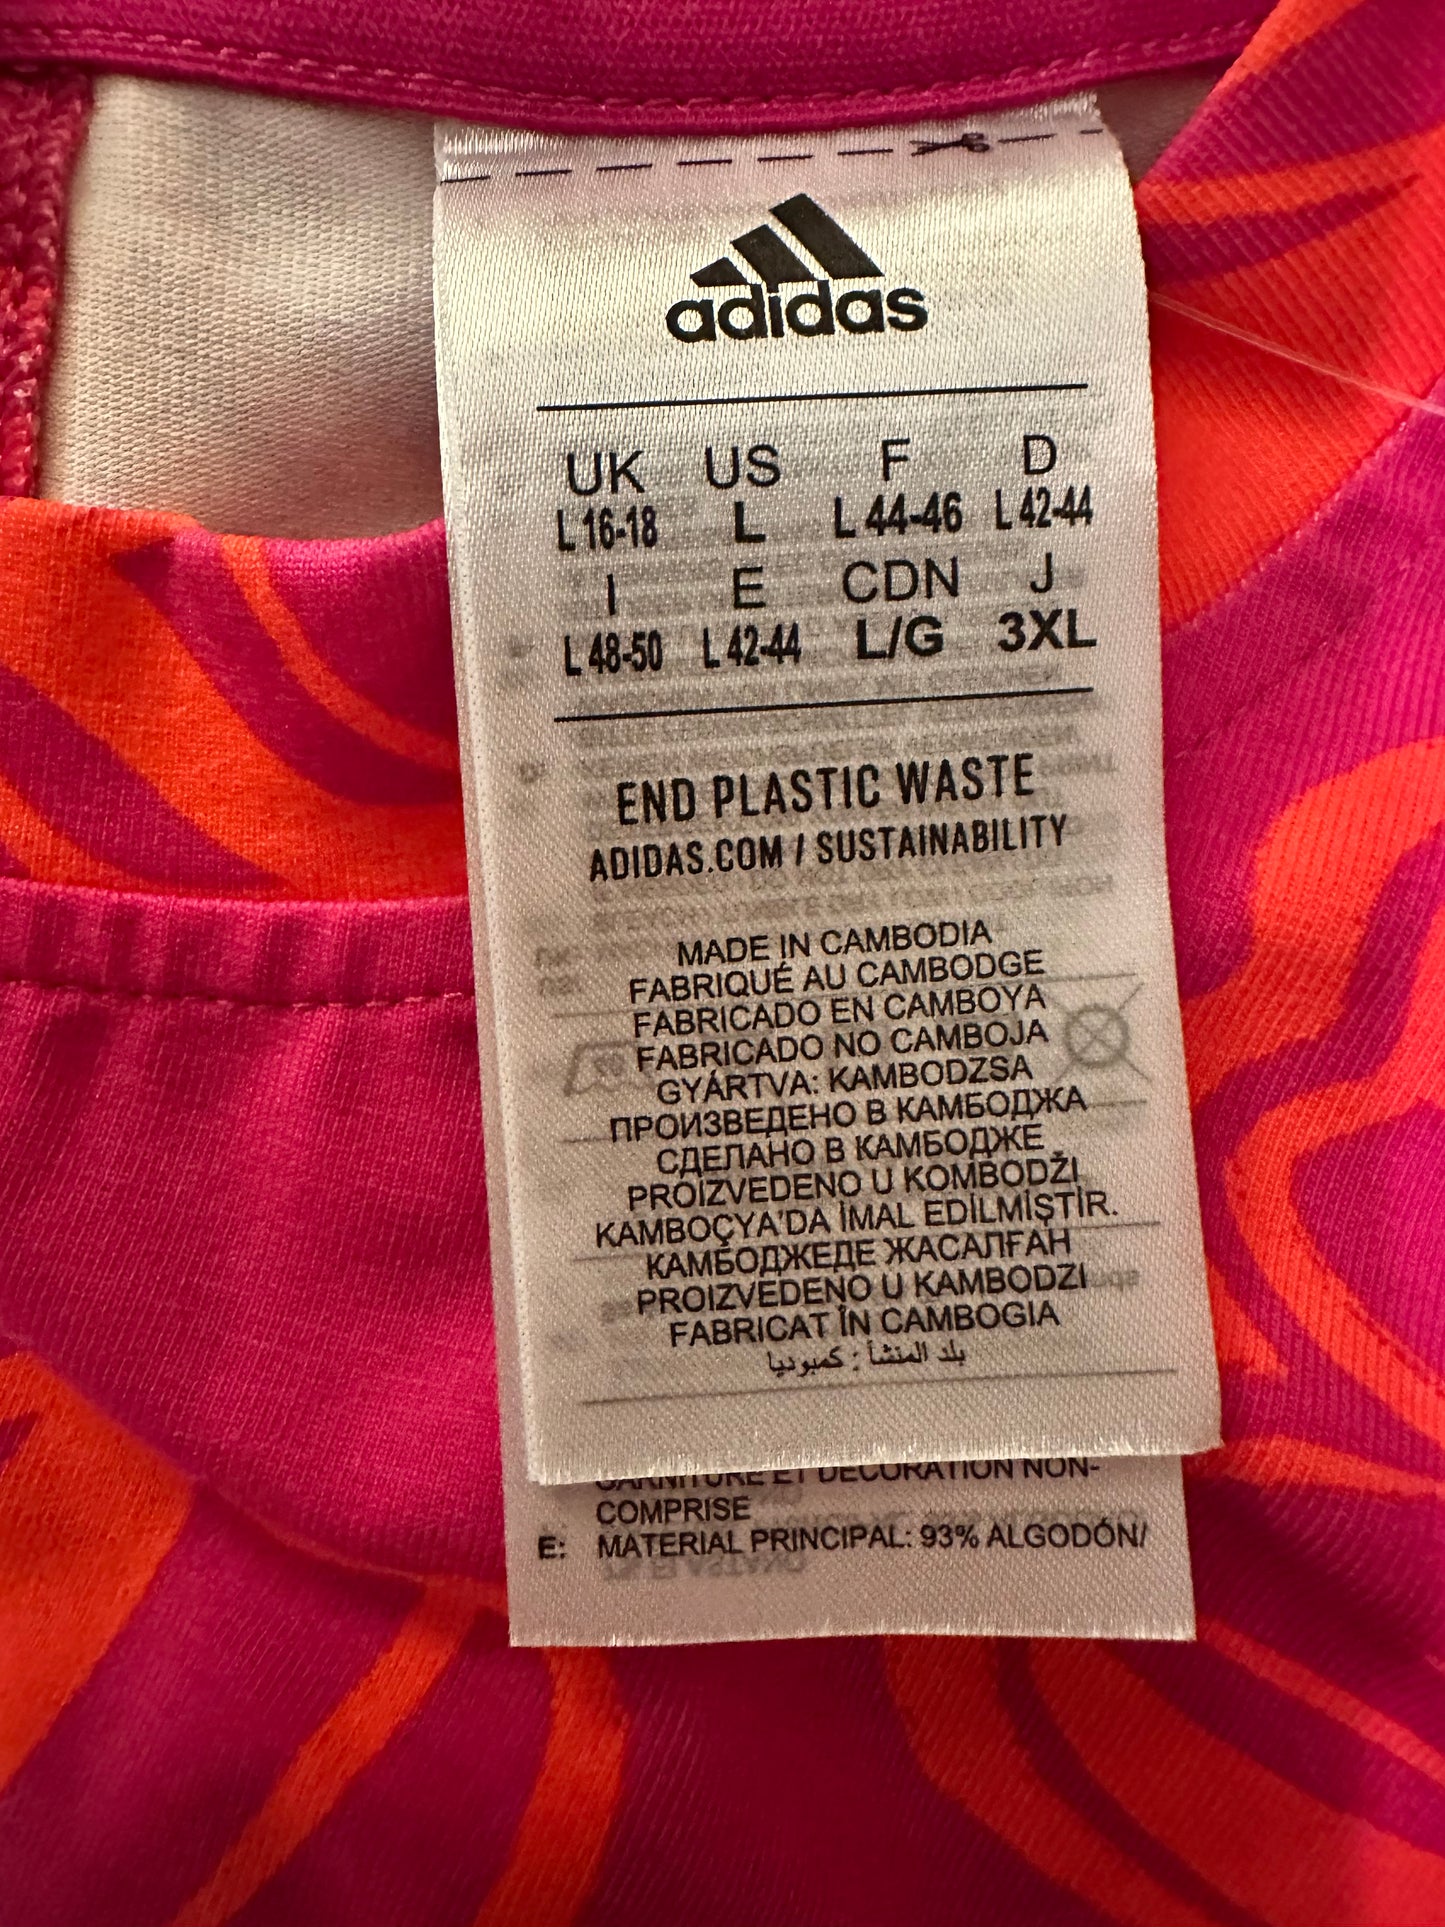 adidas
UK US F D
L 16-18 L L 44-46 L 42-44
I E CDN J
L 48-50 L 42-44 L/G 3XL
END PLASTIC WASTE
ADIDAS.COM / SUSTAINABILITY
MADE IN CAMBODIA
FABRIQUÉ AU CAMBODGE
FABRICADO EN CAMBOYA
FABRICADO NO CAMBOJA
GYÁRTVA: KAMBODZSA
ПРОИЗВЕДЕНО В КАМБОДЖА
СДЕЛАНО В КАМБОДЖЕ
PROIZVEDENO U KOMBODŽI
KAMBOÇYA'DA İMAL EDİLMİŞTİR.
КАМБОДЖЕДЕ ЖАСАЛҒАН
PROIZVEDENO U KAMBODZI
FABRICAT ÎN CAMBOGIA
بلد المنشأ : كمبوديا
GARNITURE ET DÉCORATION NON-
COMPRISE
E: MATERIAL PRINCIPAL: 93% ALGODÓN/